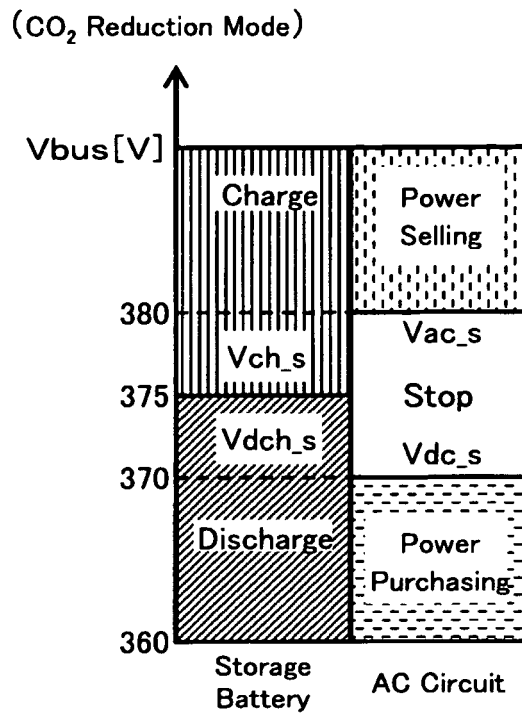 (CO₂ Reduction Mode)
Vbus[V]
Charge
Power
Selling
380
Vch_s
Vac_s
375
Stop
Vdch_s
Vdc_s
370
Discharge
Power
Purchasing
360
Storage
Battery
AC Circuit